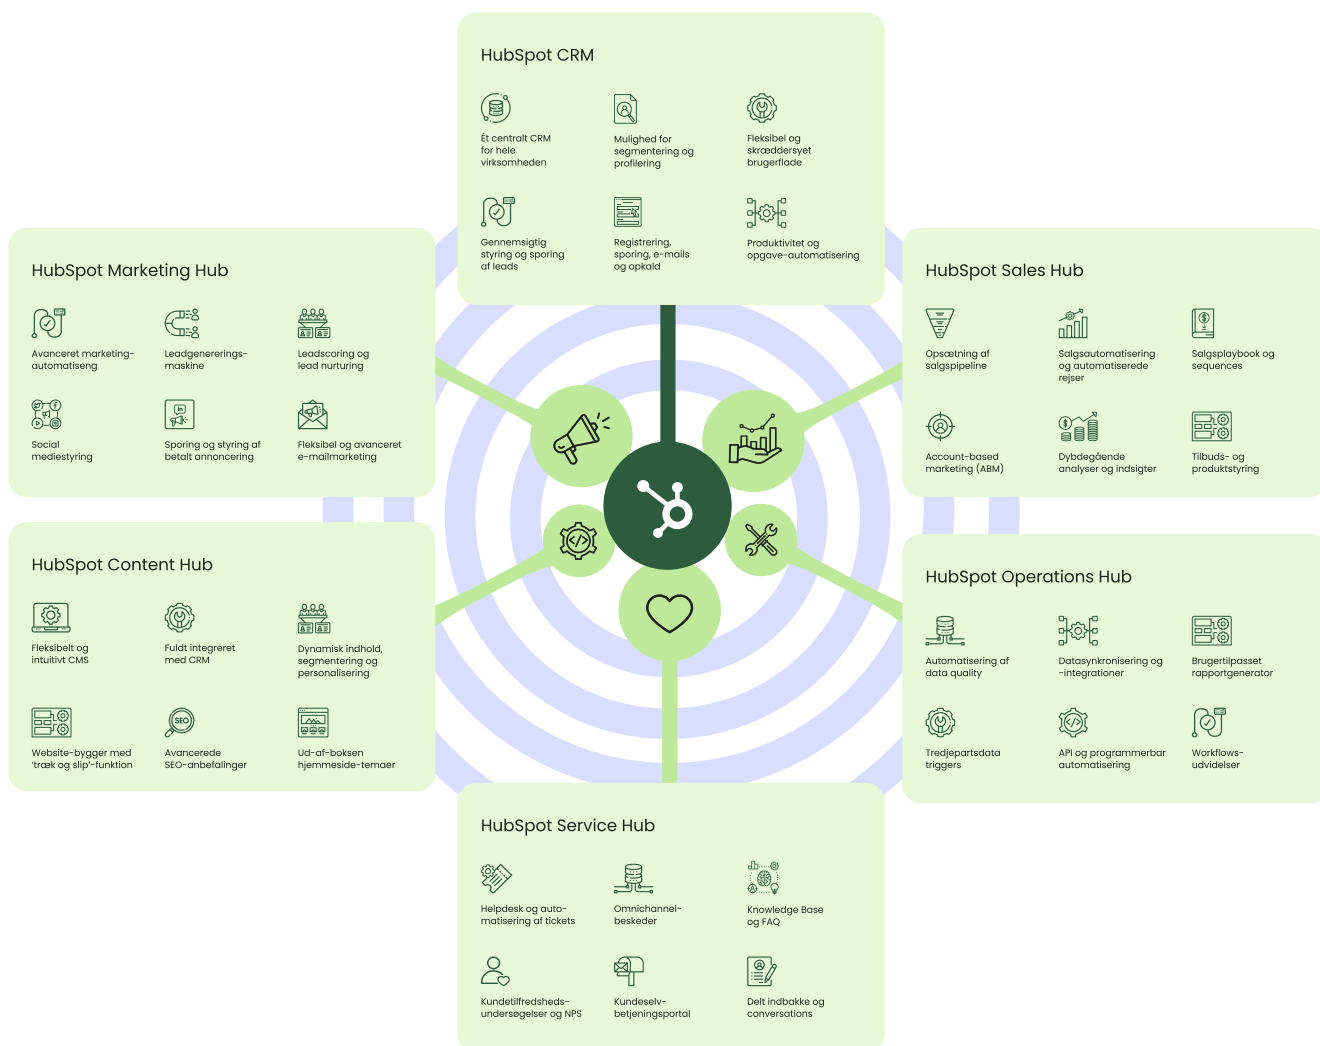 HubSpot CRM
Ét centralt CRM
for hele
virksomheden
Mulighed for
segmentering og
profilering
Fleksibel og
skræddersyet
brugerflade
Gennemsigtig
styring og sporing
af leads
Registrering,
sporing, e-mails
og opkald
Produktivitet og
opgave-automatisering
HubSpot Marketing Hub
Avanceret marketing-
automatiseng
Leadgenererings-
maskine
Leadscoring og
lead nurturing
Social
mediestyring
Sporing og styring af
betalt annoncering
Fleksibel og avanceret
e-mailmarketing
HubSpot Sales Hub
Opsætning af
salgspipeline
Salgsautomatisering
og automatiserede
rejser
Salgsplaybook og
sequences
Account-based
marketing (ABM)
Dybdegående
analyser og indsigter
Tilbuds- og
produktstyring
HubSpot Content Hub
Fleksibelt og
intuitivt CMS
Fuldt integreret
med CRM
Dynamisk indhold,
segmentering og
personalisering
Website-bygger med
'træk og slip'-funktion
SEO
Avancerede
SEO-anbefalinger
Ud-af-boksen
hjemmeside-temaer
HubSpot Operations Hub
Automatisering af
data quality
Datasynkronisering og
-integrationer
Brugertilpasset
rapportgenerator
Tredjepartsdata
triggers
API og programmerbar
automatisering
Workflows-
udvidelser
HubSpot Service Hub
Helpdesk og auto-
matisering af tickets
Omnichannel-
beskeder
Knowledge Base
og FAQ
Kundetilfredsheds-
undersøgelser og NPS
Kundeselv-
betjeningsportal
Delt indbakke og
conversations